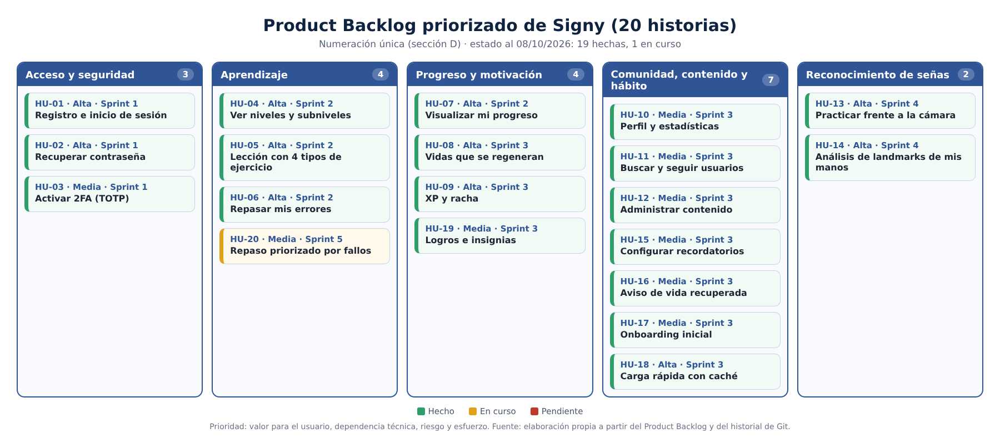 Product Backlog priorizado de Signy (20 historias)
Numeración única (sección D) · estado al 08/10/2026: 19 hechas, 1 en curso
Acceso y seguridad 3
HU-01 · Alta · Sprint 1
Registro e inicio de sesión
HU-02 · Alta · Sprint 1
Recuperar contraseña
HU-03 · Media · Sprint 1
Activar 2FA (TOTP)
Aprendizaje 4
HU-04 · Alta · Sprint 2
Ver niveles y subniveles
HU-05 · Alta · Sprint 2
Lección con 4 tipos de
ejercicio
HU-06 · Alta · Sprint 2
Repasar mis errores
HU-20 · Media · Sprint 5
Repaso priorizado por fallos
Progreso y motivación 4
HU-07 · Alta · Sprint 2
Visualizar mi progreso
HU-08 · Alta · Sprint 3
Vidas que se regeneran
HU-09 · Alta · Sprint 3
XP y racha
HU-19 · Media · Sprint 3
Logros e insignias
Comunidad, contenido y
hábito 7
HU-10 · Media · Sprint 3
Perfil y estadísticas
HU-11 · Media · Sprint 3
Buscar y seguir usuarios
HU-12 · Media · Sprint 3
Administrar contenido
HU-15 · Media · Sprint 3
Configurar recordatorios
HU-16 · Media · Sprint 3
Aviso de vida recuperada
HU-17 · Media · Sprint 3
Onboarding inicial
HU-18 · Alta · Sprint 3
Carga rápida con caché
Reconocimiento de señas 2
HU-13 · Alta · Sprint 4
Practicar frente a la cámara
HU-14 · Alta · Sprint 4
Análisis de landmarks de mis
manos
Hecho En curso Pendiente
Prioridad: valor para el usuario, dependencia técnica, riesgo y esfuerzo. Fuente: elaboración propia a partir del Product Backlog y del historial de Git.